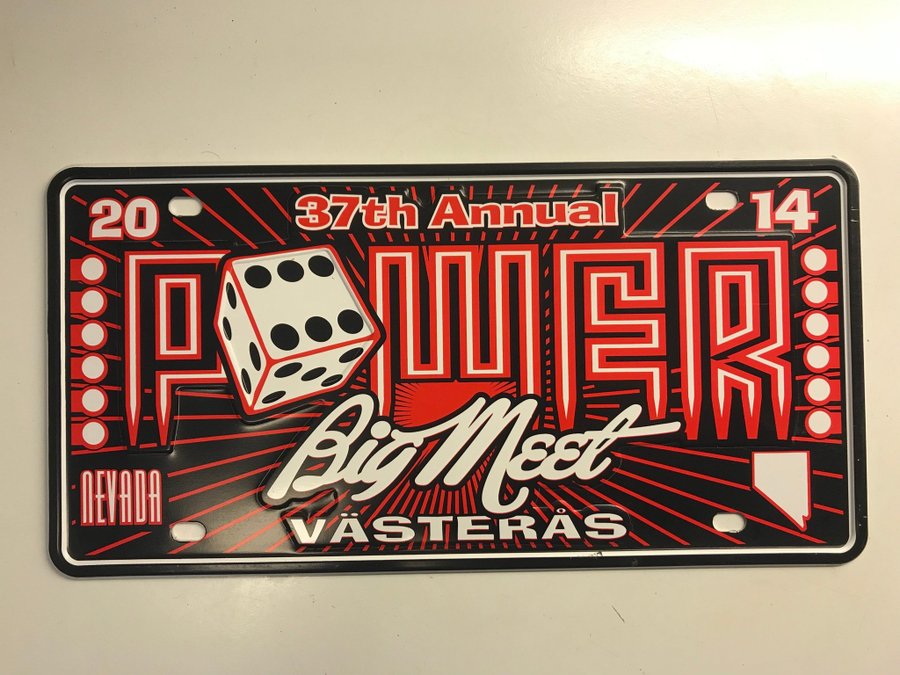 20 37th Annual 14
POWER
Big Meet
NEVADA
VÄSTERÅS